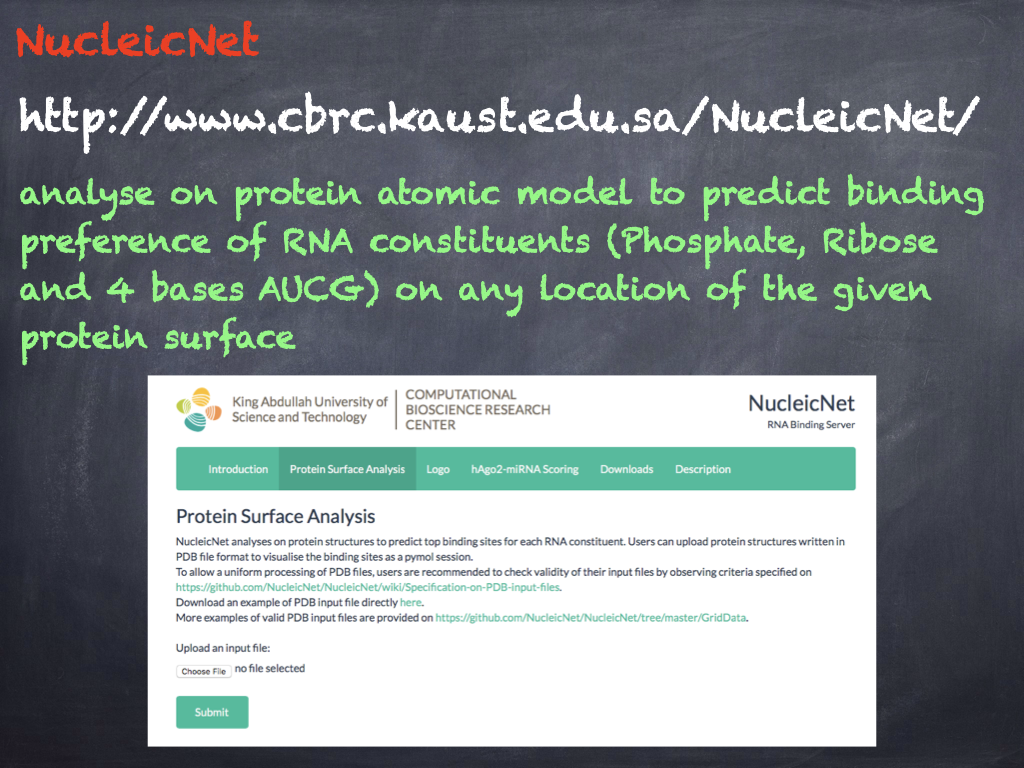 NucleicNet
http://www.cbrc.kaust.edu.sa/NucleicNet/
analyse on protein atomic model to predict binding
preference of RNA constituents (Phosphate, Ribose
and 4 bases AUCG) on any location of the given
protein surface
King Abdullah University of
Science and Technology
COMPUTATIONAL
BIOSCIENCE RESEARCH
CENTER
NucleicNet
RNA Binding Server
Introduction Protein Surface Analysis Logo hAgo2-miRNA Scoring Downloads Description
Protein Surface Analysis
NucleicNet analyses on protein structures to predict top binding sites for each RNA constituent. Users can upload protein structures written in
PDB file format to visualise the binding sites as a pymol session.
To allow a uniform processing of PDB files, users are recommended to check validity of their input files by observing criteria specified on
https://github.com/NucleicNet/NucleicNet/wiki/Specification-on-PDB-input-files.
Download an example of PDB input file directly here.
More examples of valid PDB input files are provided on https://github.com/NucleicNet/NucleicNet/tree/master/GridData.
Upload an input file:
Choose File no file selected
Submit